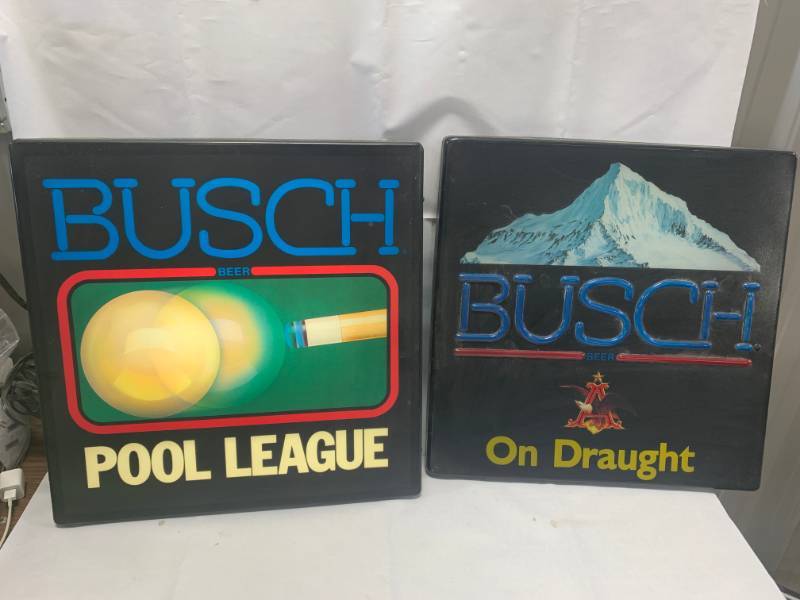 BUSCH
BEER
POOL LEAGUE
BUSCH
BEER
On Draught